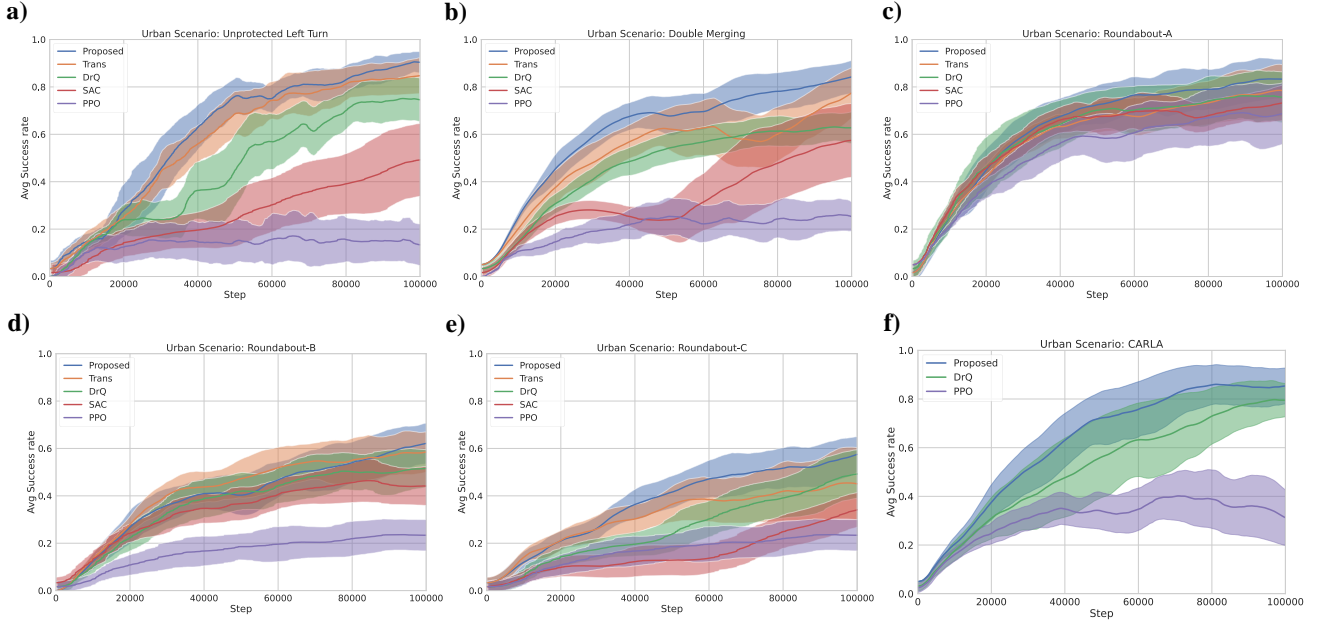 a)
Urban Scenario: Unprotected Left Turn
Avg Success rate
1.0
0.8
0.6
0.4
0.2
0.0
Proposed
Trans
DrQ
SAC
PPO
0 20000 40000 60000 80000 100000
Step
b)
Urban Scenario: Double Merging
Avg Success rate
1.0
0.8
0.6
0.4
0.2
0.0
Proposed
Trans
DrQ
SAC
PPO
0 20000 40000 60000 80000 100000
Step
c)
Urban Scenario: Roundabout-A
Avg Success rate
1.0
0.8
0.6
0.4
0.2
0.0
Proposed
Trans
DrQ
SAC
PPO
0 20000 40000 60000 80000 100000
Step
d)
Urban Scenario: Roundabout-B
Avg Success rate
1.0
0.8
0.6
0.4
0.2
0.0
Proposed
Trans
DrQ
SAC
PPO
0 20000 40000 60000 80000 100000
Step
e)
Urban Scenario: Roundabout-C
Avg Success rate
1.0
0.8
0.6
0.4
0.2
0.0
Proposed
Trans
DrQ
SAC
PPO
0 20000 40000 60000 80000 100000
Step
f)
Urban Scenario: CARLA
Avg Success rate
1.0
0.8
0.6
0.4
0.2
0.0
Proposed
DrQ
PPO
0 20000 40000 60000 80000 100000
Step